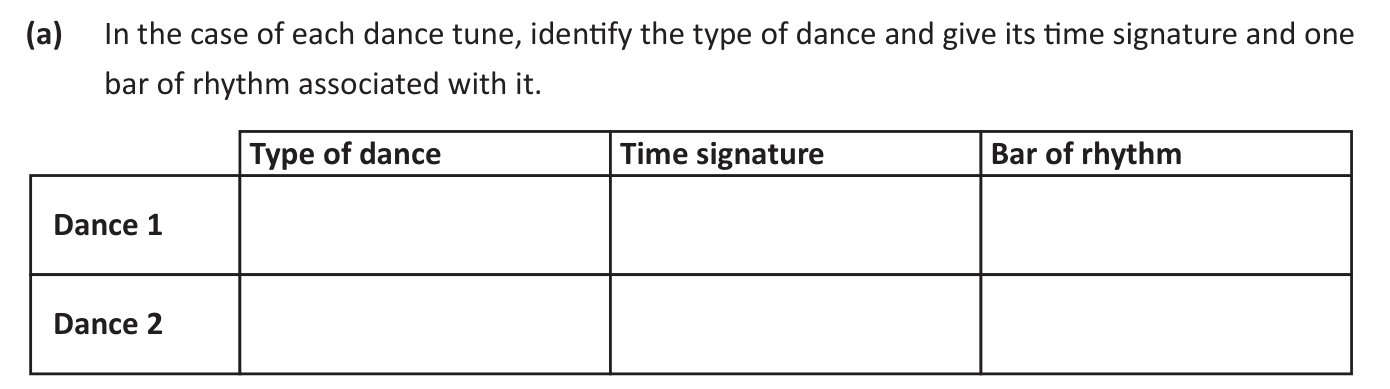 (a) In the case of each dance tune, identify the type of dance and give its time signature and one
bar of rhythm associated with it.
Type of dance Time signature Bar of rhythm
Dance 1
Dance 2